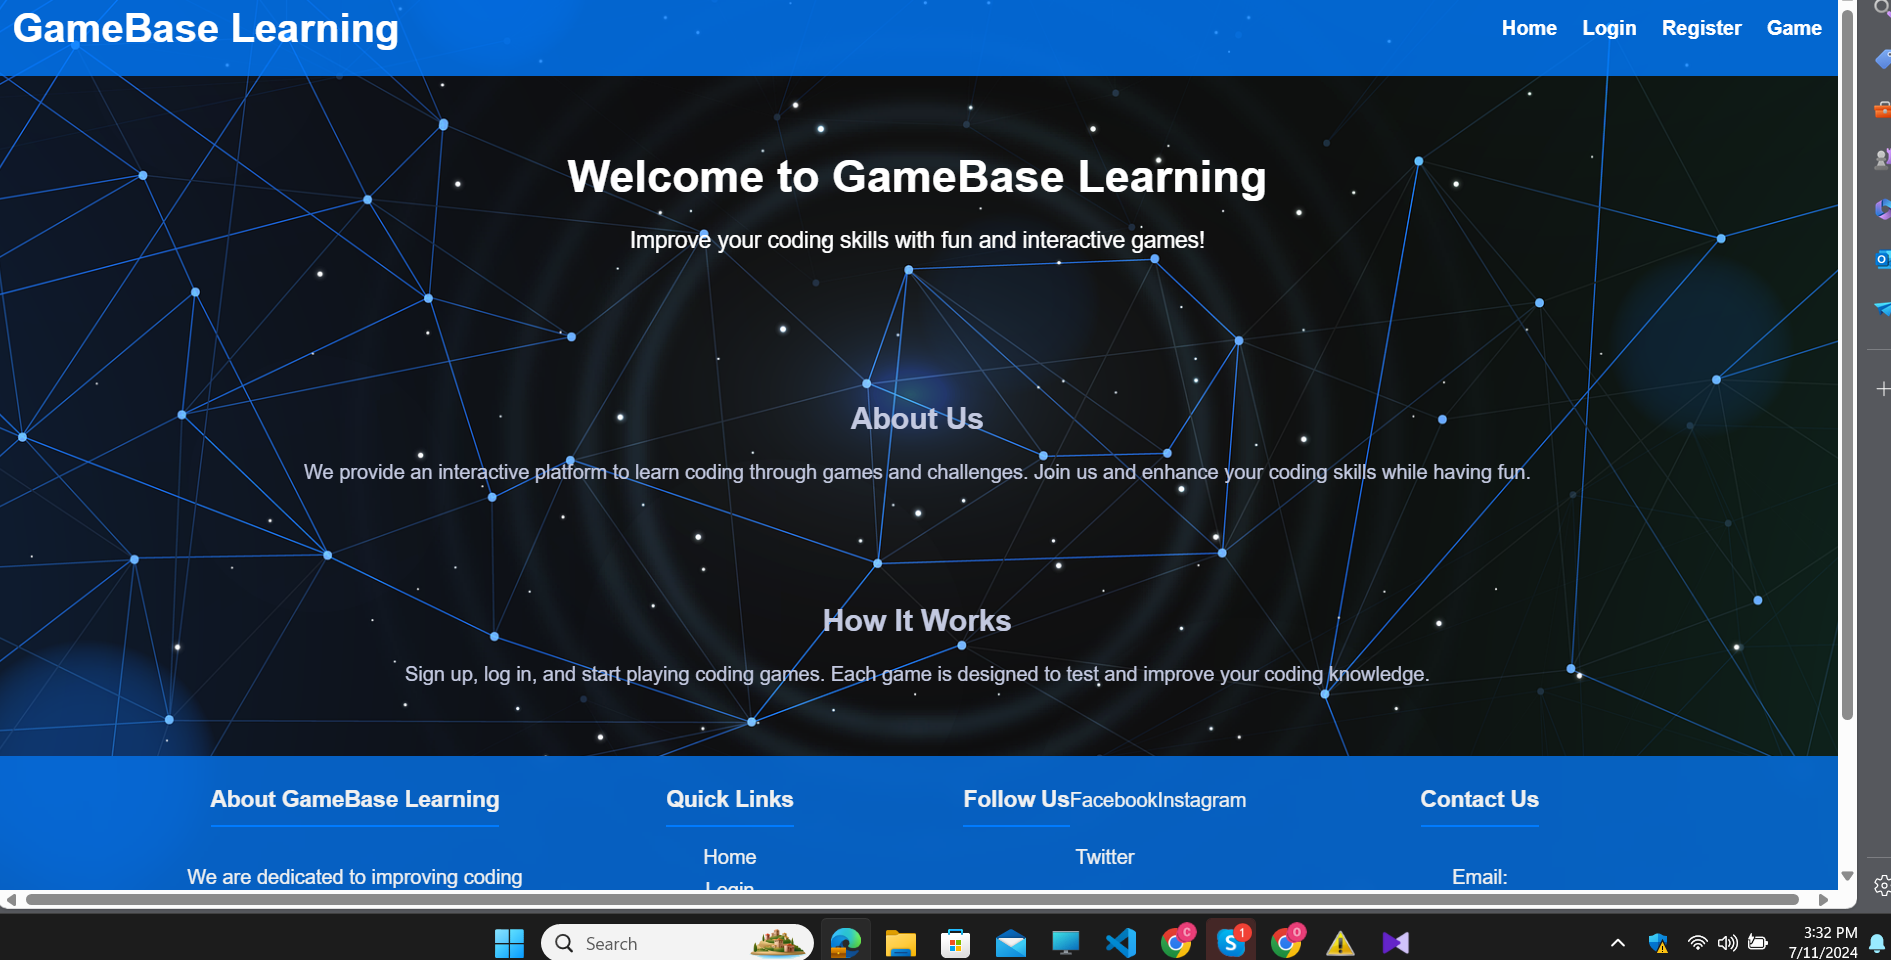 GameBase Learning
Home Login Register Game
Welcome to GameBase Learning
Improve your coding skills with fun and interactive games!
About Us
We provide an interactive platform to learn coding through games and challenges. Join us and enhance your coding skills while having fun.
How It Works
Sign up, log in, and start playing coding games. Each game is designed to test and improve your coding knowledge.
About GameBase Learning
We are dedicated to improving coding
Quick Links
Home
Login
Follow UsFacebookInstagram
Twitter
Contact Us
Email:
Search
C
S 1
O
3:32 PM
7/11/2024